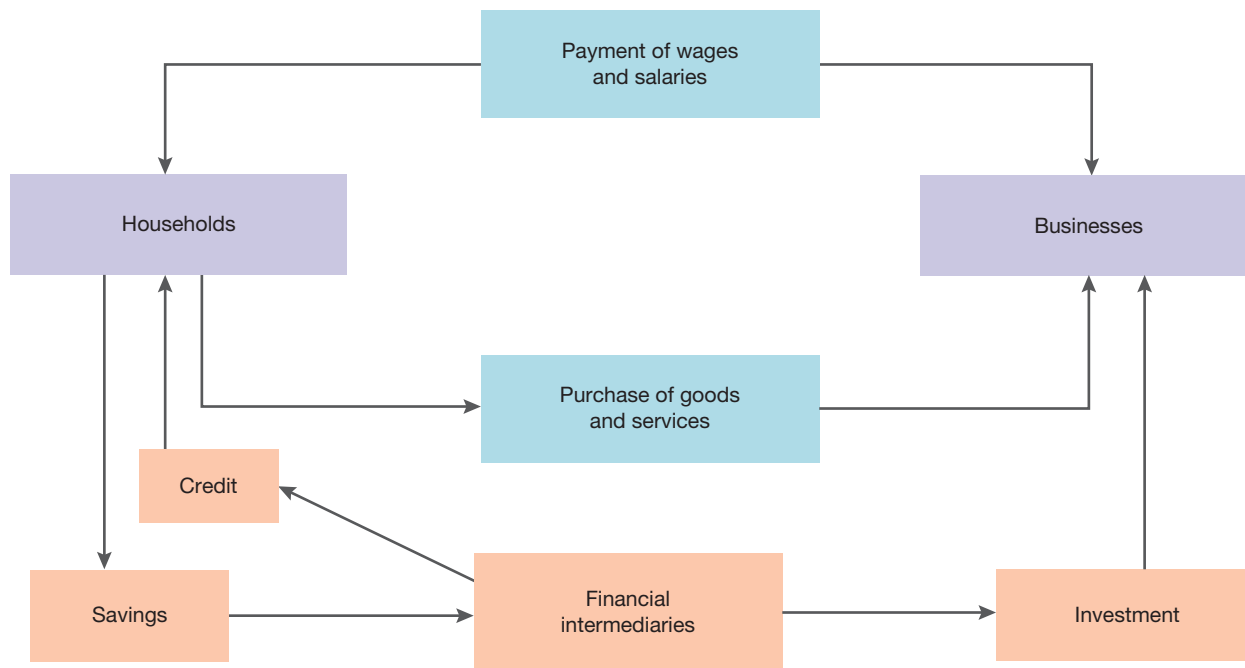 Payment of wages
and salaries
Households
Businesses
Purchase of goods
and services
Credit
Savings
Financial
intermediaries
Investment